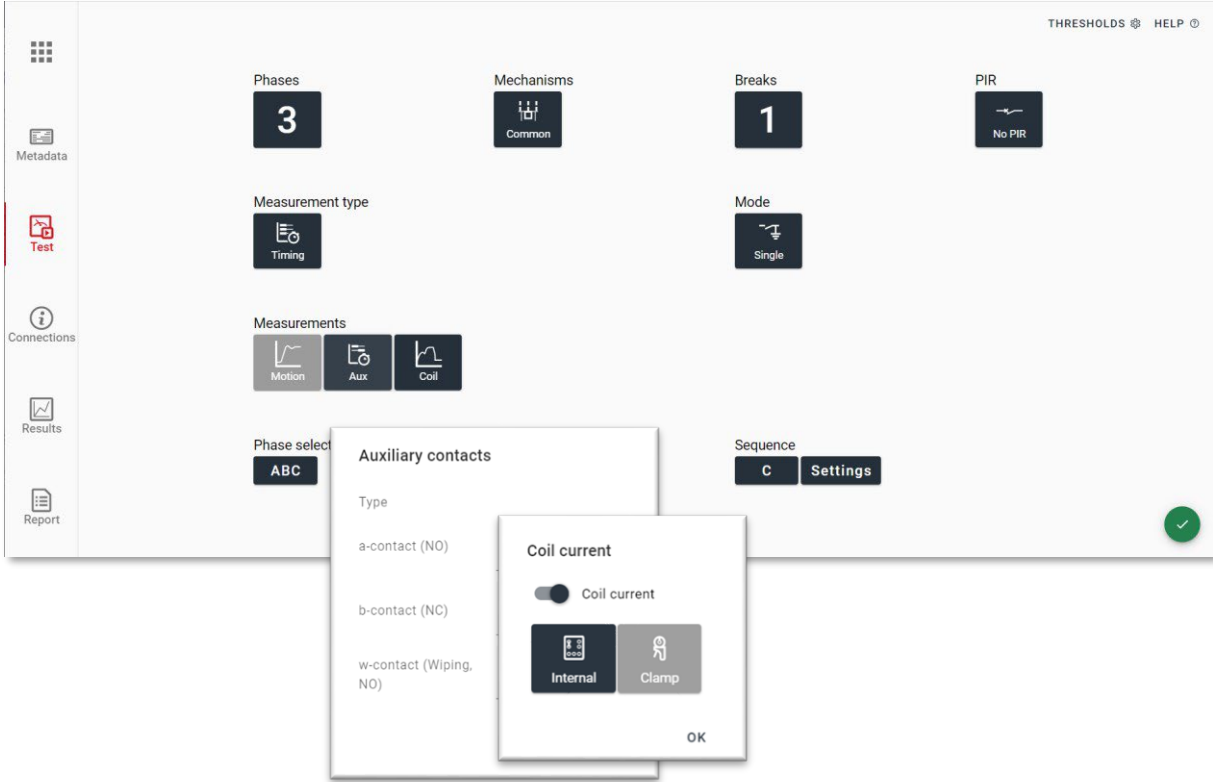 THRESHOLDS HELP
Metadata
Test
Connections
Results
Report
Phases
3
Mechanisms
Common
Breaks
1
PIR
No PIR
Measurement type
Timing
Mode
Single
Measurements
Motion
Aux
Coil
Phase select
ABC
Sequence
C
Settings
Auxiliary contacts
Type
a-contact (NO)
b-contact (NC)
w-contact (Wiping,
NO)
Coil current
Coil current
Internal
Clamp
OK